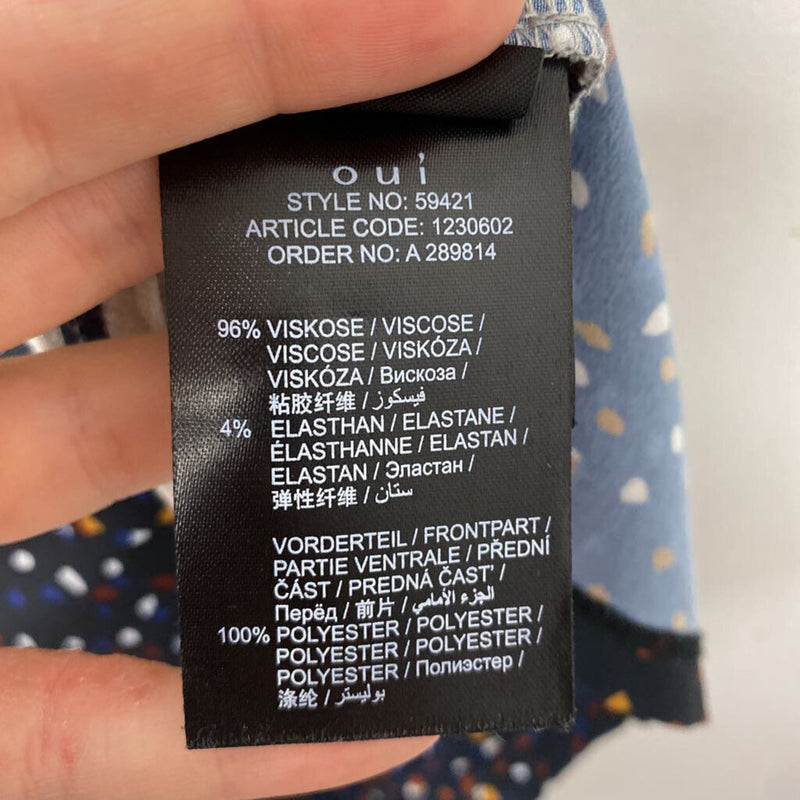 oui
STYLE NO: 59421
ARTICLE CODE: 1230602
ORDER NO: A 289814
96% VISKOSE / VISCOSE /
VISCOSE / VISKÓZA /
VISKÓZA / Вискоза /
粘胶纤维 / فيسكوز
4% ELASTHAN / ELASTANE /
ÉLASTHANNE / ELASTAN /
ELASTAN / Эластан /
弹性纤维 / ستان
VORDERTEIL / FRONTPART /
PARTIE VENTRALE / PŘEDNÍ
ČÁST / PREDNÁ ČAST' /
Перёд / 前片 / الجزء الأمامي
100% POLYESTER / POLYESTER /
POLYESTER / POLYESTER /
POLYESTER / Полиэстер /
涤纶 / بوليستر